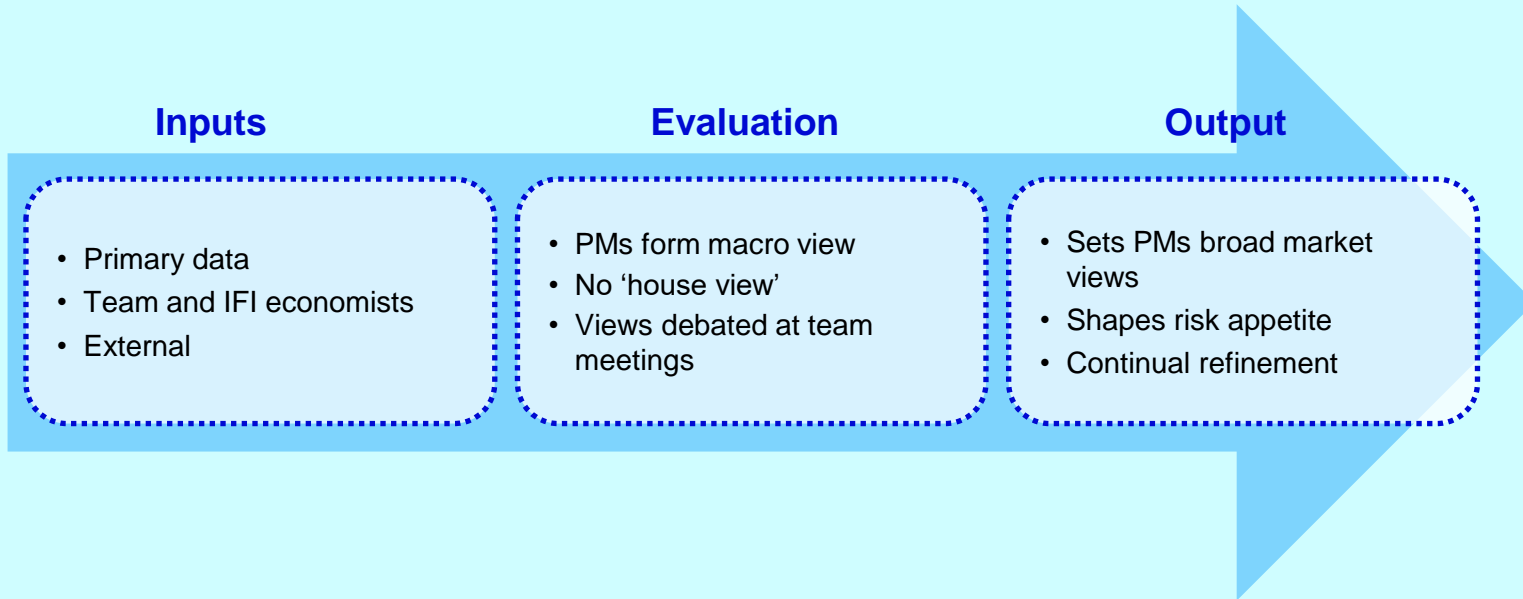 Inputs
Evaluation
Output
• Primary data
• Team and IFI economists
• External
• PMs form macro view
• No ‘house view’
• Views debated at team
meetings
• Sets PMs broad market
views
• Shapes risk appetite
• Continual refinement